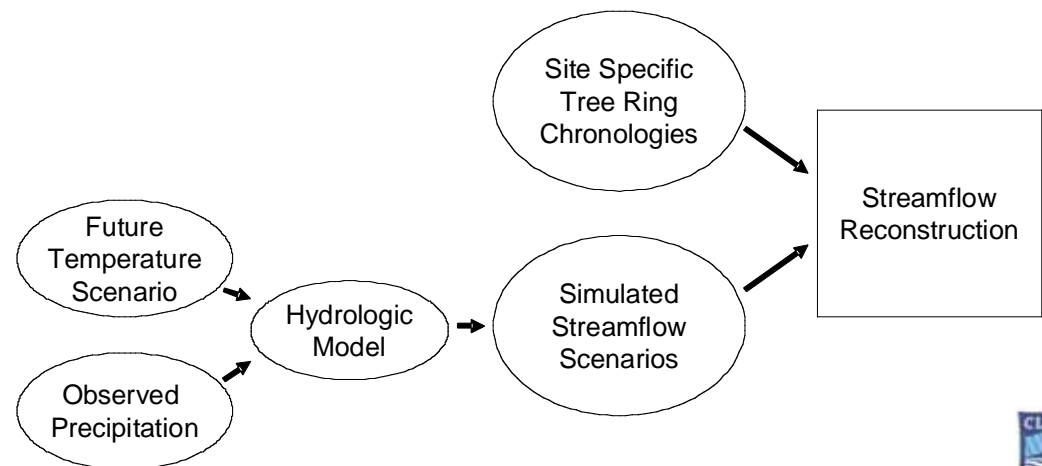 Site Specific
Tree Ring
Chronologies
Streamflow
Reconstruction
Future
Temperature
Scenario
Hydrologic
Model
Simulated
Streamflow
Scenarios
Observed
Precipitation